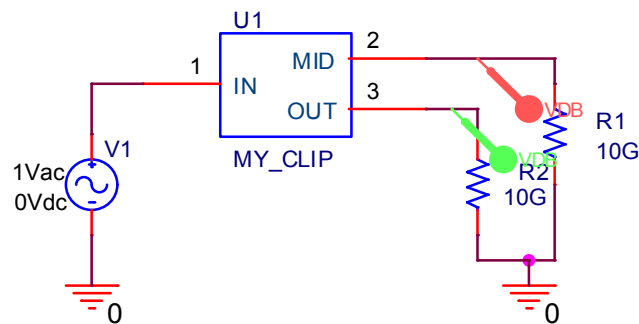 U1
1
IN
MID
2
OUT
3
MY_CLIP
V1
1Vac
0Vdc
0
VDB
VDB
R1
10G
R2
10G
0